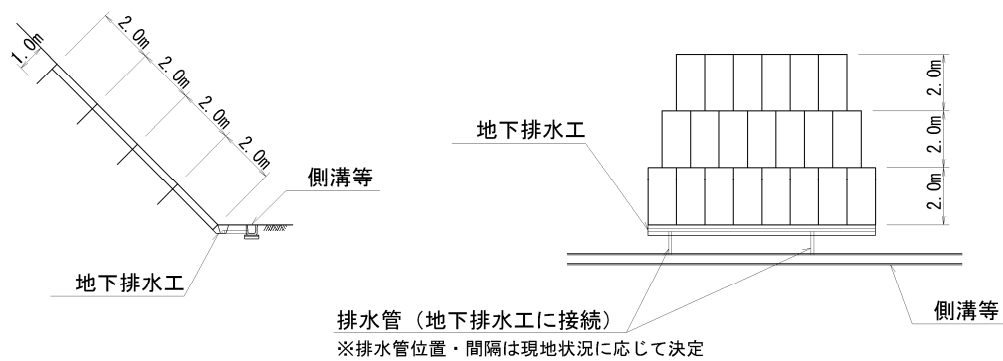 1.0m
2.0m
2.0m
2.0m
2.0m
側溝等
地下排水工
地下排水工
2.0m
2.0m
2.0m
側溝等
排水管（地下排水工に接続）
※排水管位置・間隔は現地状況に応じて決定